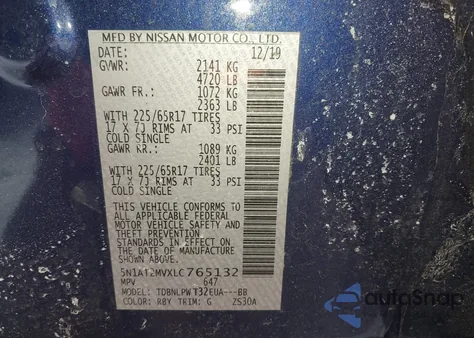 MFD BY NISSAN MOTOR CO., LTD.
DATE: 12/19
GVWR: 2141 KG
4720 LB
GAWR FR.: 1072 KG
2363 LB
WITH 225/65R17 TIRES
17 X 7J RIMS AT 33 PSI
COLD SINGLE
GAWR RR.: 1089 KG
2401 LB
WITH 225/65R17 TIRES
17 X 7J RIMS AT 33 PSI
COLD SINGLE
THIS VEHICLE CONFORMS TO
ALL APPLICABLE FEDERAL
MOTOR VEHICLE SAFETY AND
THEFT PREVENTION STANDARDS
IN EFFECT ON THE DATE OF
MANUFACTURE SHOWN ABOVE.
5N1AT2MVXLC765132
MPV 647
MODEL: TDBNLPWT32EUA---BB
COLOR: RBY TRIM: G ZS30A
autoSnap